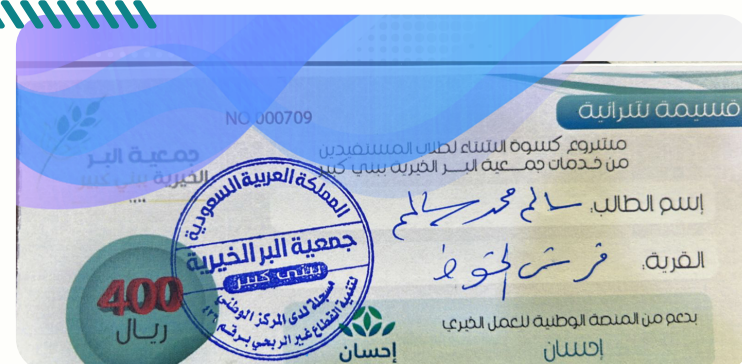 قسيمة شرائية
NO 000709
مشروع كسوة الشتاء لطلاب المستفيدين
من خدمات جمعية البر الخيرية ببني كبير
جمعية البر
الخيرية ببني كبير
إسم الطالب: سالم محمد سالم
القرية:
المملكة العربية السعودية
جمعية البر الخيرية
ببني كبير
مسجلة لدى المركز الوطني
لتنمية القطاع غير الربحي برقم
400
ريال
بدعم من المنصة الوطنية للعمل الخيري
إحسان
إحسان